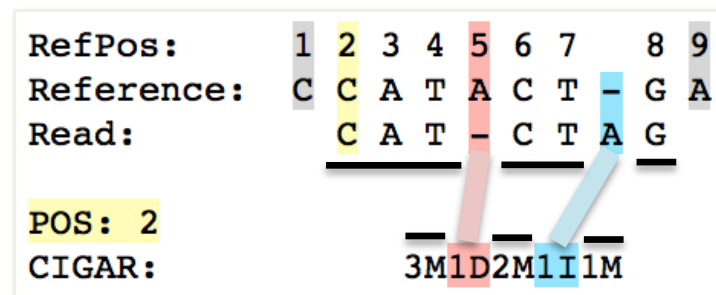 RefPos: 1 2 3 4 5 6 7 8 9
Reference: C C A T A C T - G A
Read: C A T - C T A G
POS: 2
CIGAR: 3M1D2M1I1M